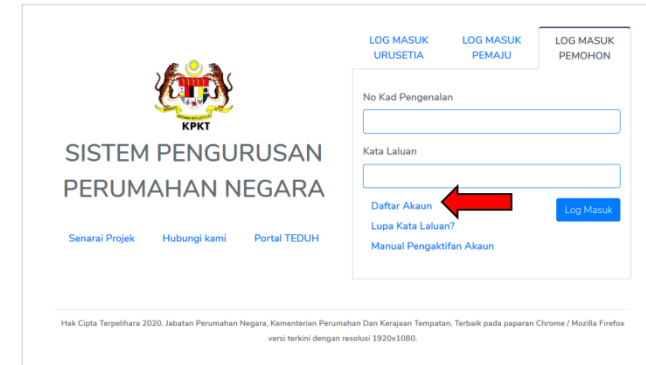 LOG MASUK URUSETIA
LOG MASUK PEMAJU
LOG MASUK PEMOHON
KPKT
SISTEM PENGURUSAN
PERUMAHAN NEGARA
Senarai Projek Hubungi kami Portal TEDUH
No Kad Pengenalan
Kata Laluan
Daftar Akaun
Log Masuk
Lupa Kata Laluan?
Manual Pengaktifan Akaun
Hak Cipta Terpelihara 2020. Jabatan Perumahan Negara, Kementerian Perumahan Dan Kerajaan Tempatan. Terbaik pada paparan Chrome / Mozilla Firefox
versi terkini dengan resolusi 1920x1080.